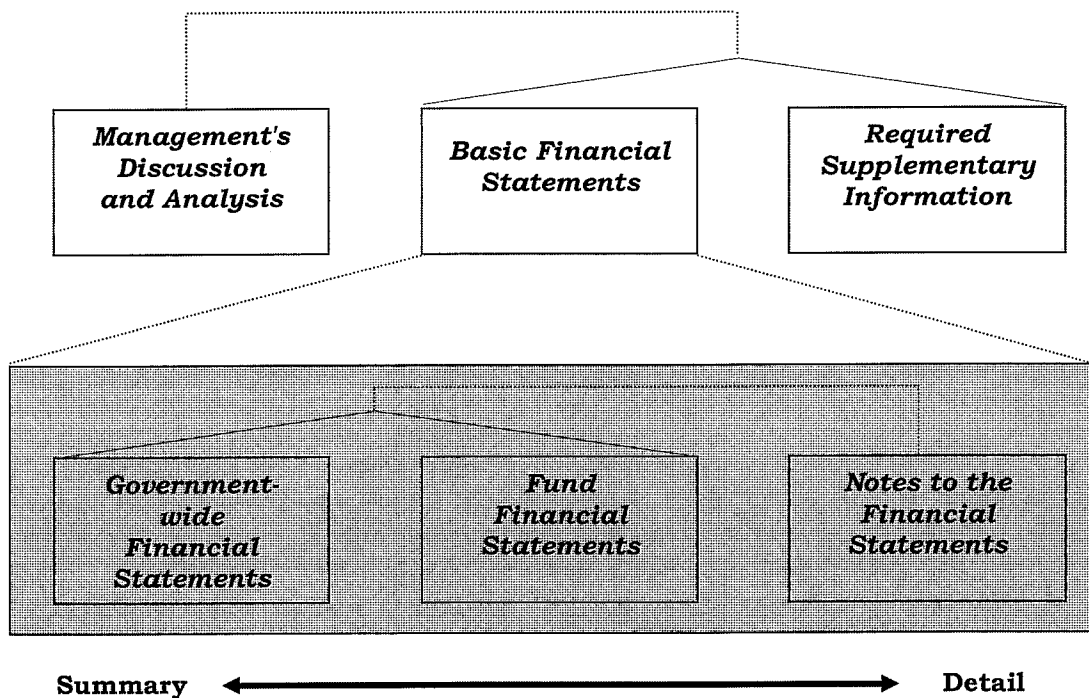 Management's
Discussion
and Analysis
Basic Financial
Statements
Required
Supplementary
Information
Government-
wide
Financial
Statements
Fund
Financial
Statements
Notes to the
Financial
Statements
Summary
Detail